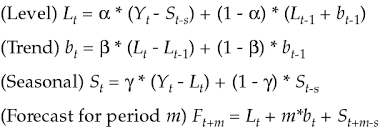 (Level) Lt = α * (Yt - St-s) + (1 - α) * (Lt-1 + bt-1)
(Trend) bt = β * (Lt - Lt-1) + (1 - β) * bt-1
(Seasonal) St = γ * (Yt - Lt) + (1 - γ) * St-s
(Forecast for period m) Ft+m = Lt + m*bt + St+m-s